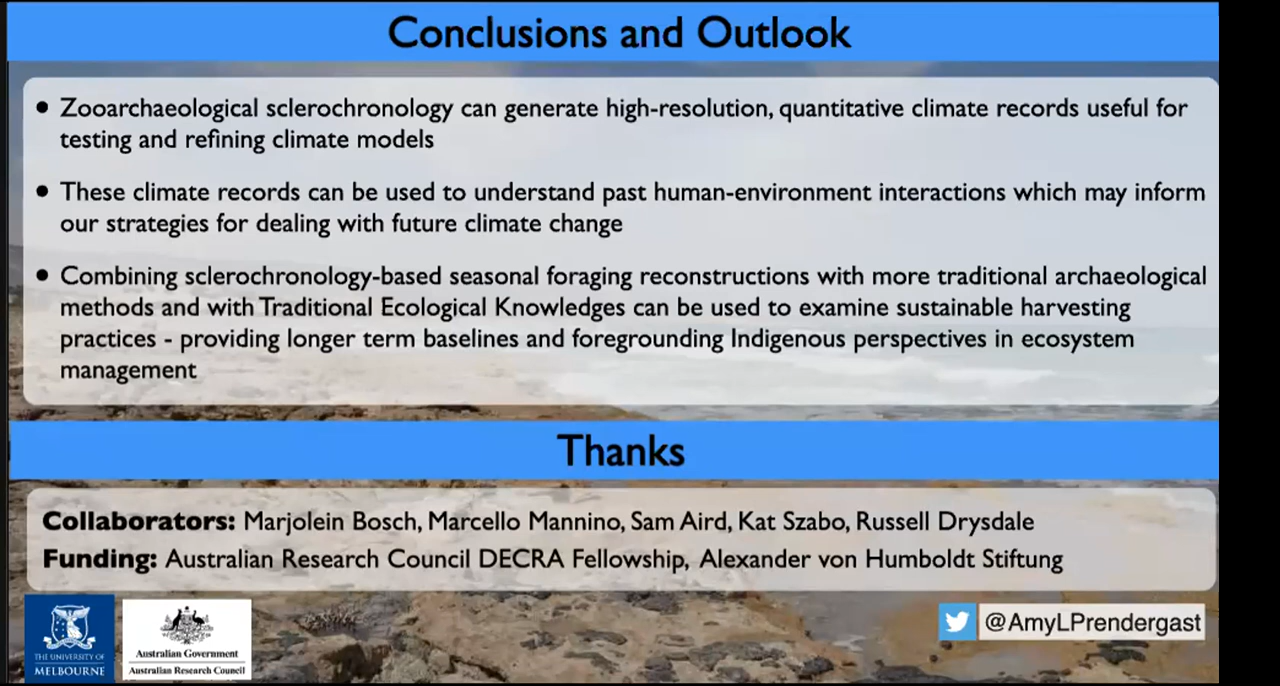 Conclusions and Outlook
• Zooarchaeological sclerochronology can generate high-resolution, quantitative climate records useful for
testing and refining climate models
• These climate records can be used to understand past human-environment interactions which may inform
our strategies for dealing with future climate change
• Combining sclerochronology-based seasonal foraging reconstructions with more traditional archaeological
methods and with Traditional Ecological Knowledges can be used to examine sustainable harvesting
practices - providing longer term baselines and foregrounding Indigenous perspectives in ecosystem
management
Thanks
Collaborators: Marjolein Bosch, Marcello Mannino, Sam Aird, Kat Szabo, Russell Drysdale
Funding: Australian Research Council DECRA Fellowship, Alexander von Humboldt Stiftung
THE UNIVERSITY OF
MELBOURNE
Australian Government
Australian Research Council
@AmyLPrendergast